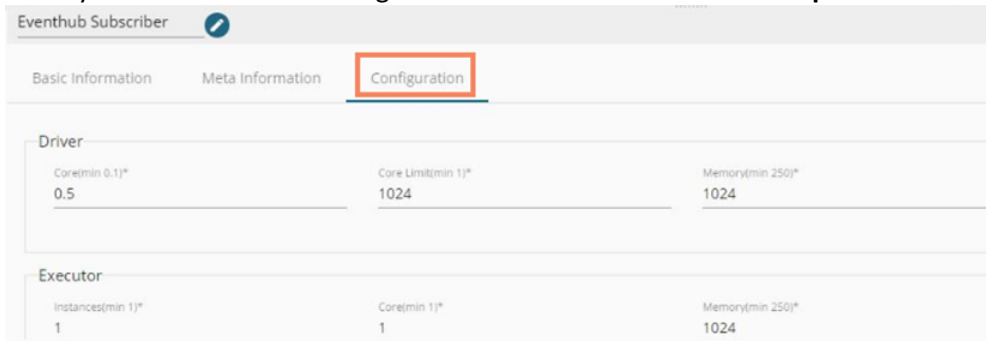 Eventhub Subscriber
Basic Information Meta Information Configuration
Driver
Core(min 0.1)* Core Limit(min 1)* Memory(min 250)*
0.5 1024 1024
Executor
Instances(min 1)* Core(min 1)* Memory(min 250)*
1 1 1024